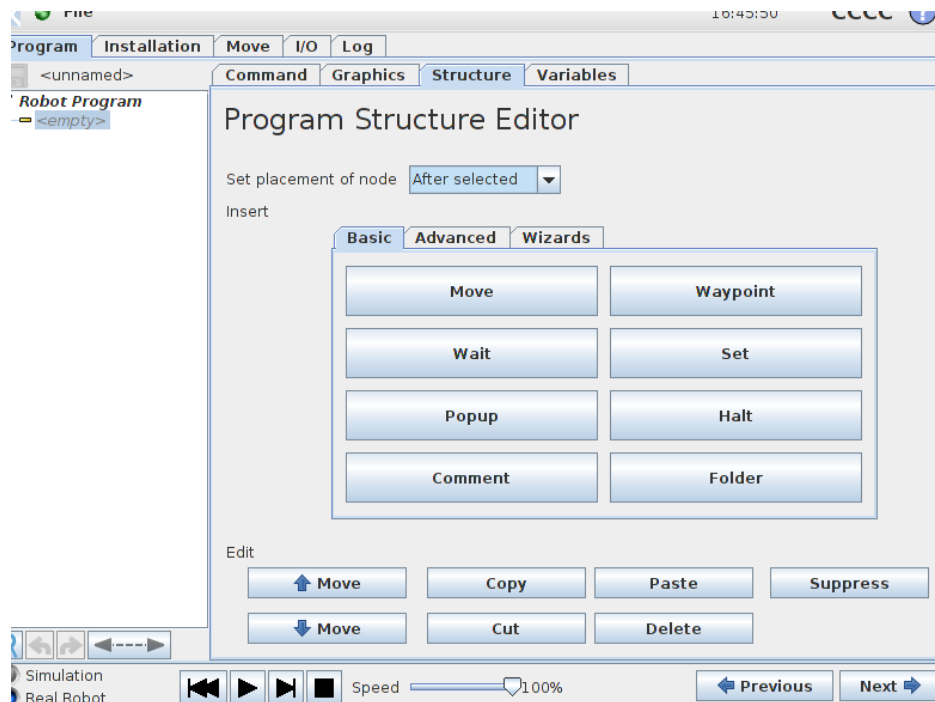 File 16:45:50 CCCC ?
Program Installation Move I/O Log
<unnamed> Command Graphics Structure Variables
Robot Program
<empty>
Program Structure Editor
Set placement of node After selected
Insert
Basic Advanced Wizards
Move Waypoint
Wait Set
Popup Halt
Comment Folder
Edit
Move Copy Paste Suppress
Move Cut Delete
Simulation
Real Robot
Speed 100% Previous Next